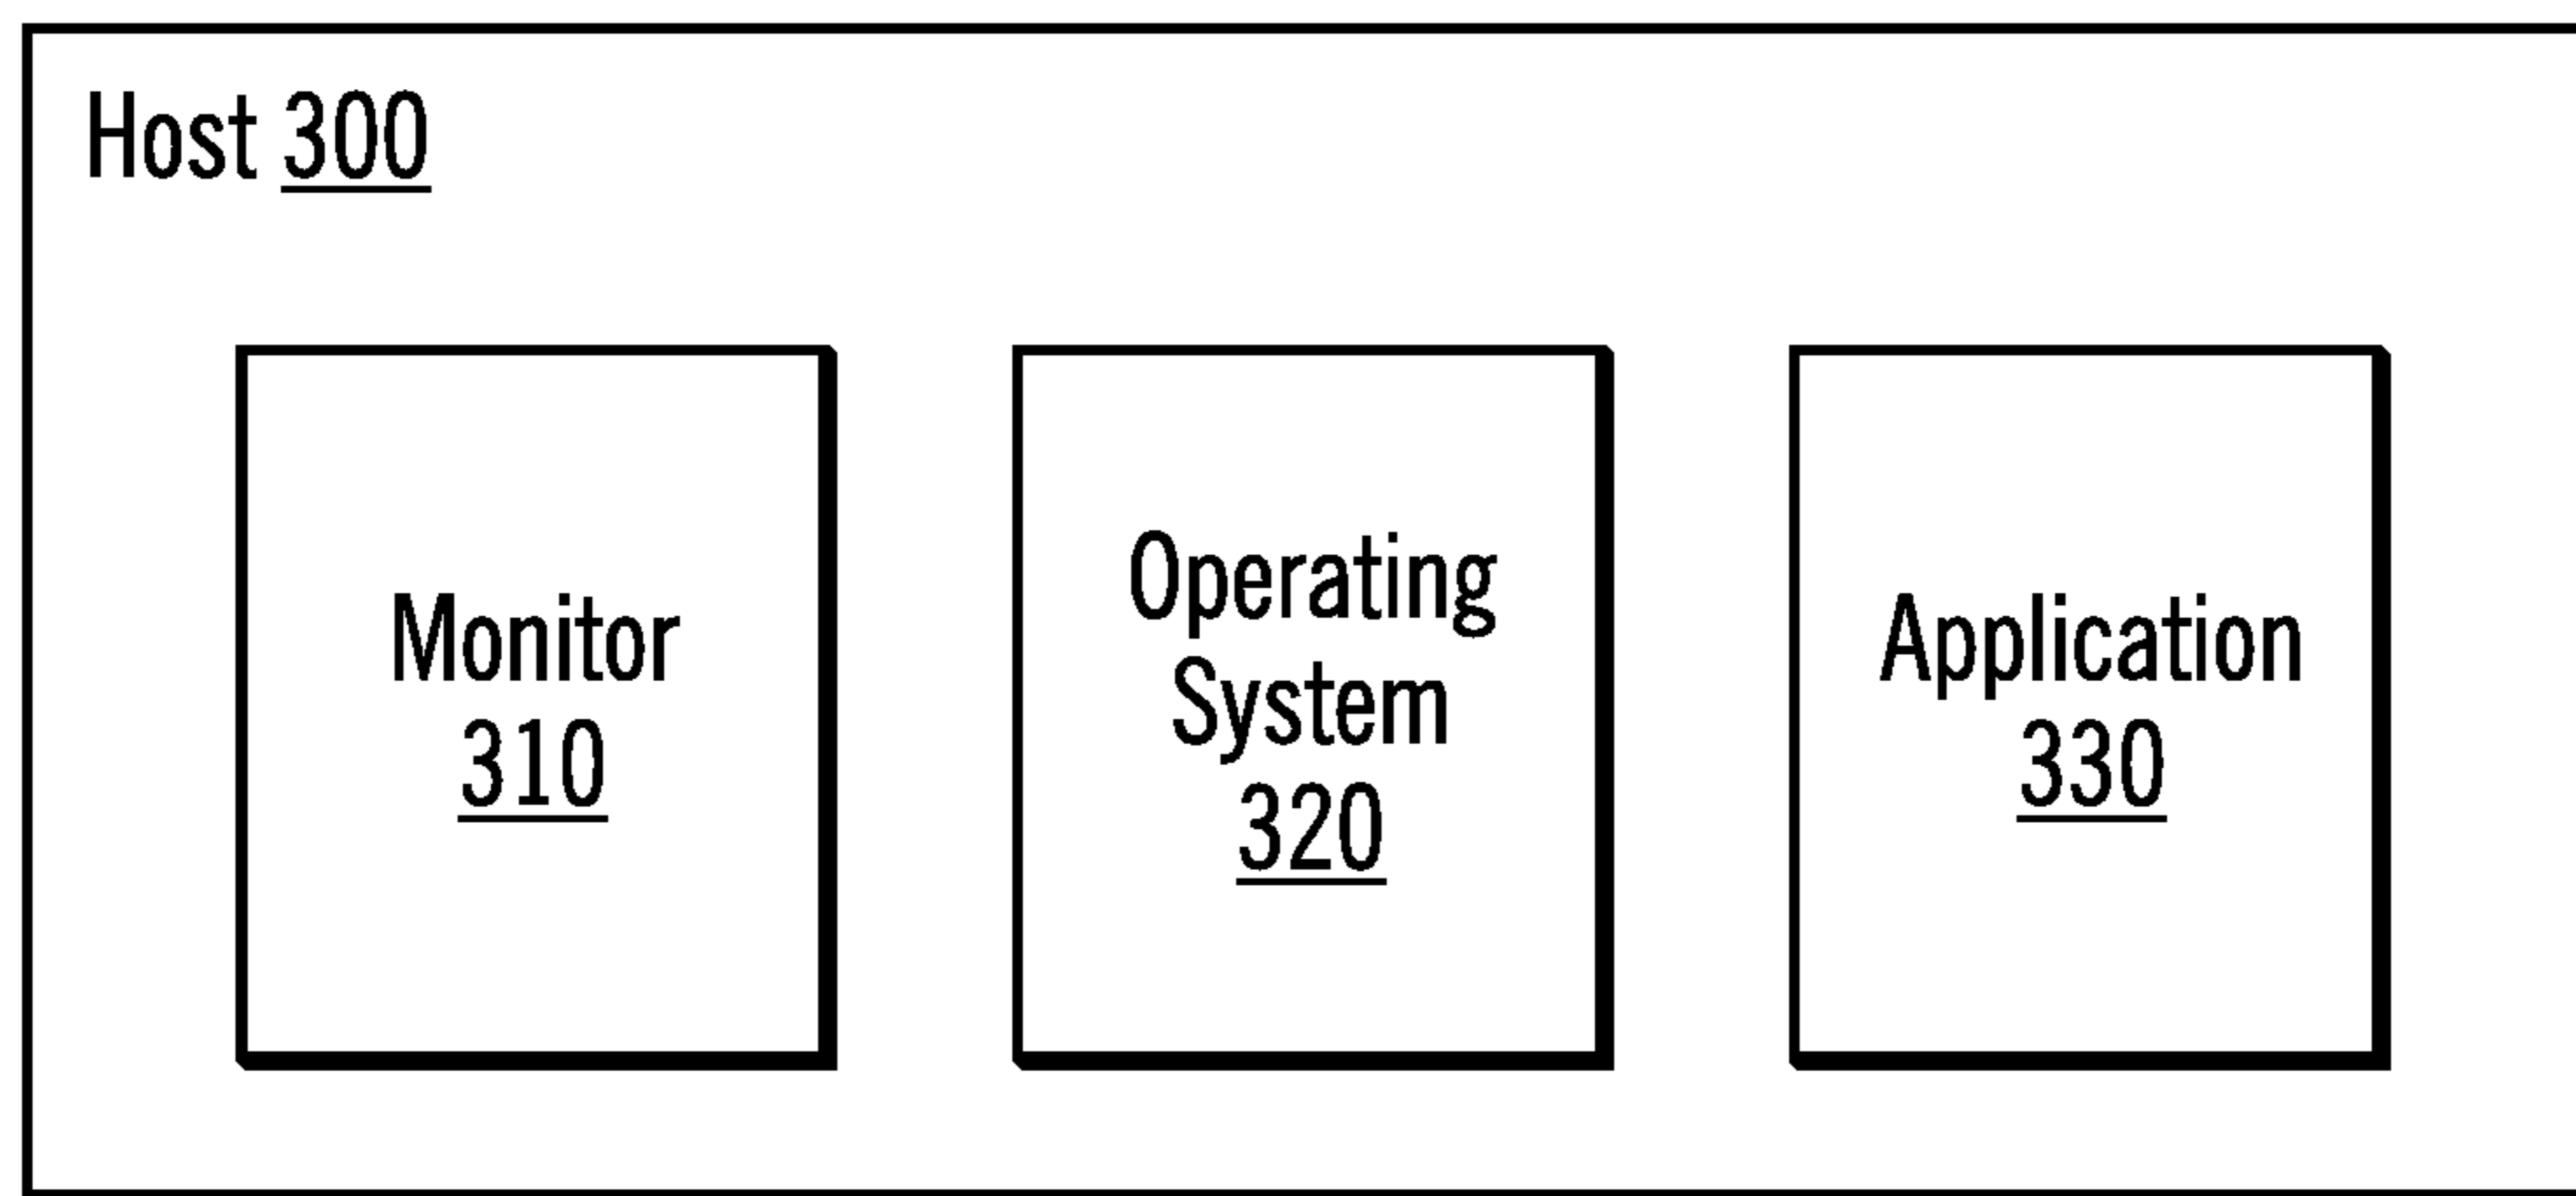 Host 300
Monitor
310
Operating
System
320
Application
330